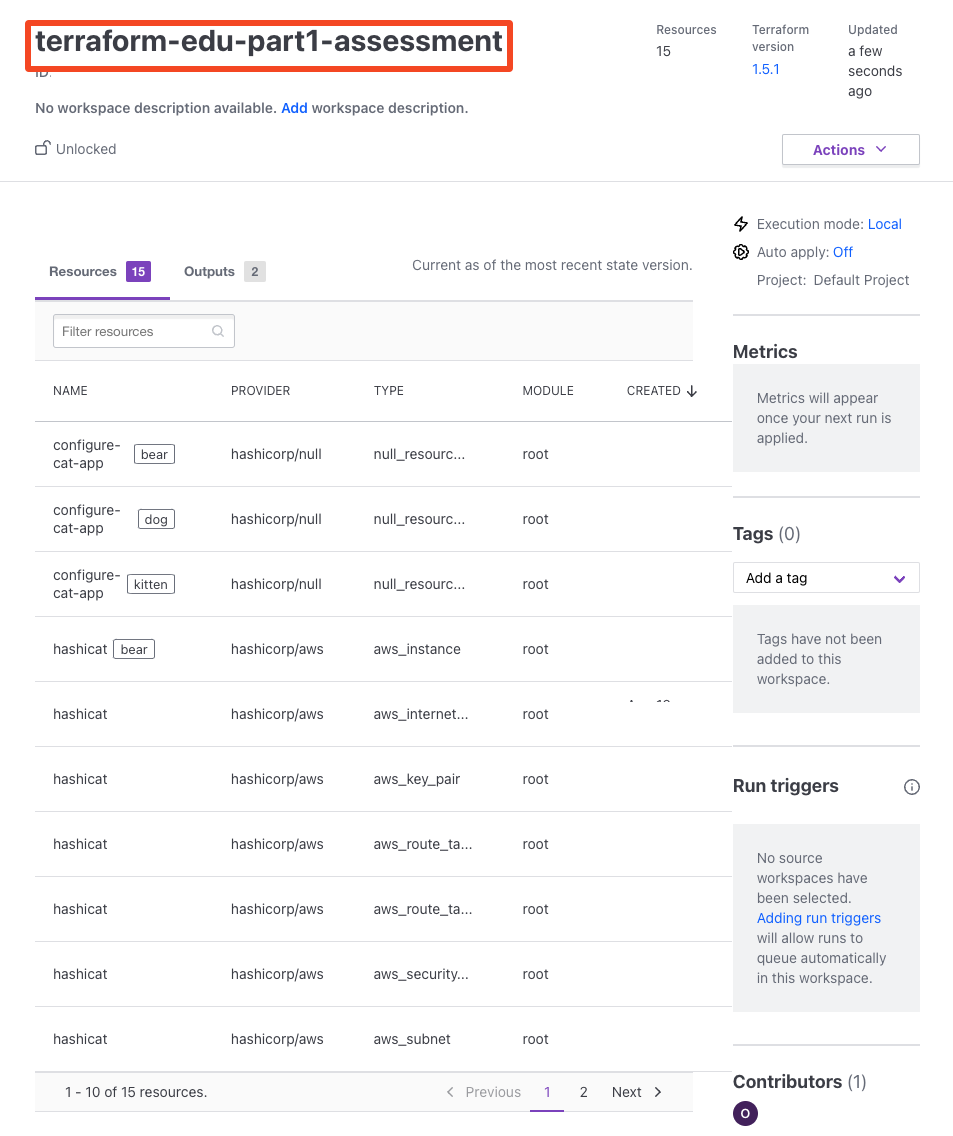 terraform-edu-part1-assessment
ID:
No workspace description available. Add workspace description.
Unlocked
Resources
15
Terraform version
1.5.1
Updated
a few seconds ago
Actions
Resources 15
Outputs 2
Current as of the most recent state version.
Filter resources
NAME PROVIDER TYPE MODULE CREATED
configure-cat-app bear hashicorp/null null_resourc... root
configure-cat-app dog hashicorp/null null_resourc... root
configure-cat-app kitten hashicorp/null null_resourc... root
hashicat bear hashicorp/aws aws_instance root
hashicat hashicorp/aws aws_internet... root
hashicat hashicorp/aws aws_key_pair root
hashicat hashicorp/aws aws_route_ta... root
hashicat hashicorp/aws aws_route_ta... root
hashicat hashicorp/aws aws_security... root
hashicat hashicorp/aws aws_subnet root
1 - 10 of 15 resources.
Previous 1 2 Next
Execution mode: Local
Auto apply: Off
Project: Default Project
Metrics
Metrics will appear
once your next run is
applied.
Tags (0)
Add a tag
Tags have not been
added to this
workspace.
Run triggers
No source
workspaces have
been selected.
Adding run triggers
will allow runs to
queue automatically
in this workspace.
Contributors (1)
O